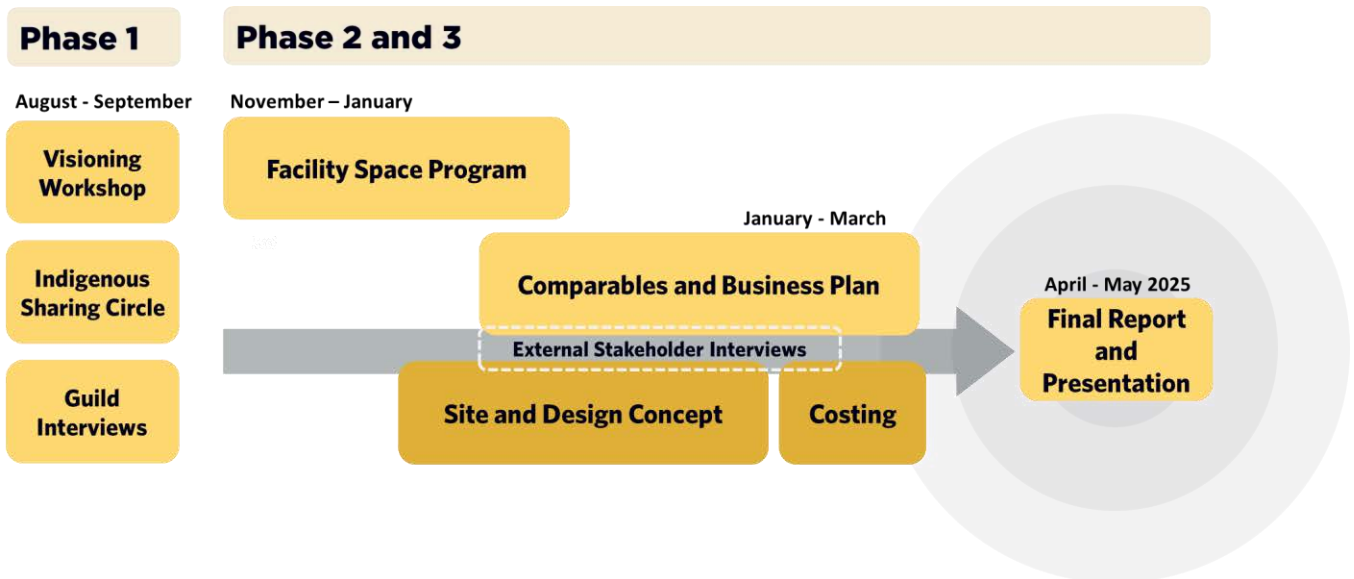 Phase 1
Phase 2 and 3
August - September
November – January
Visioning
Workshop
Facility Space Program
January - March
Indigenous
Sharing Circle
Comparables and Business Plan
April - May 2025
Final Report
and
Presentation
External Stakeholder Interviews
Guild
Interviews
Site and Design Concept
Costing